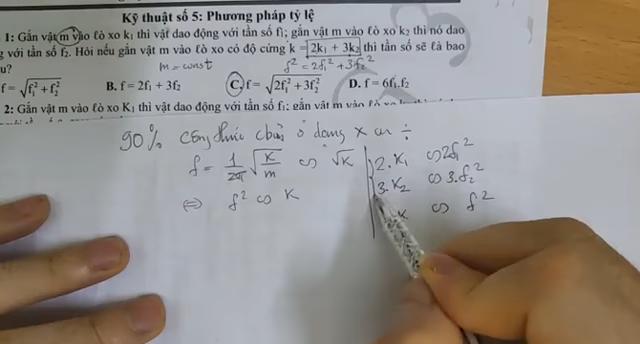 Kỹ thuật số 5: Phương pháp tỷ lệ
1: Gắn vật m vào lò xo k₁ thì vật dao động với tần số f₁; gắn vật m vào lò xo k₂ thì nó dao
g với tần số f₂. Hỏi nếu gắn vật m vào lò xo có độ cứng k = 2k₁ + 3k₂ thì tần số sẽ là bao
u? m = const f² = 2f₁² + 3f₂²
f = √(f₁² + f₂²) B. f = 2f₁ + 3f₂ C. f = √(2f₁² + 3f₂²) D. f = 6f₁.f₂
2: Gắn vật m vào lò xo K₁ thì vật dao động với tần số f₁; gắn vật m vào lò xo
90% công thức ở dạng x ÷
f = 1/2π √(K/m) ∽ √K
⇔ f² ∽ K
2.K₁ ∽ 2f₁²
3.K₂ ∽ 3.f₂²
K ∽ f²